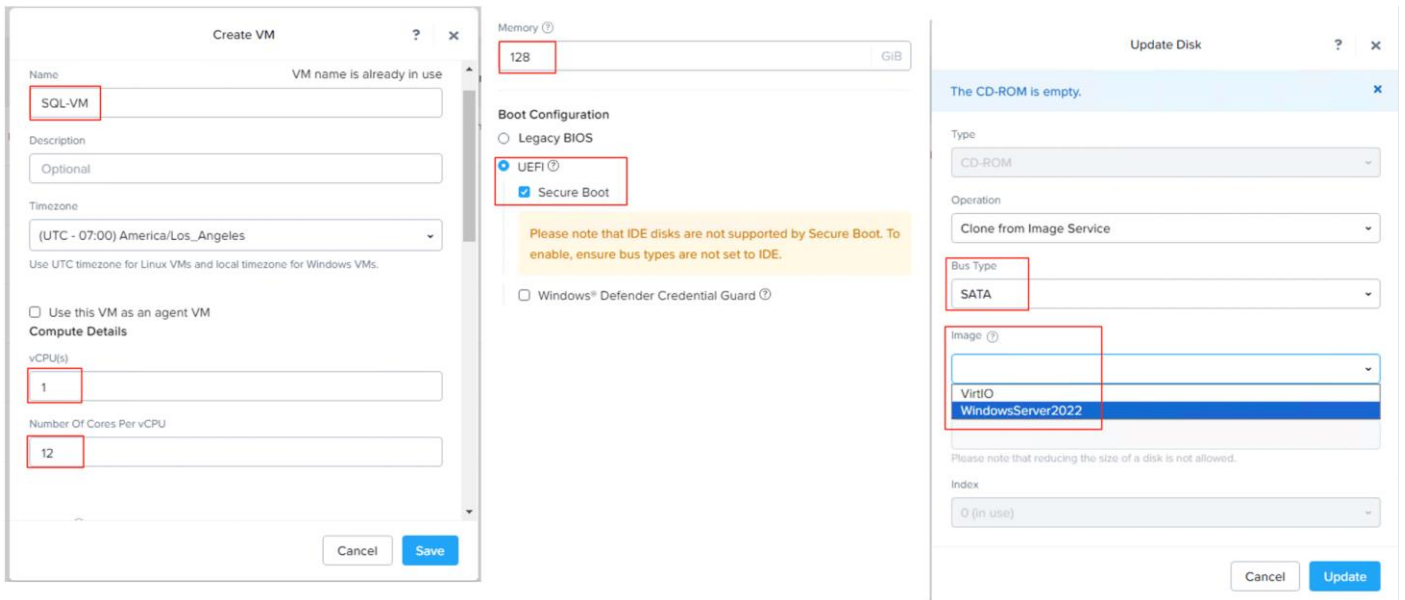 Create VM
?
×
Name
VM name is already in use
SQL-VM
Description
Optional
Timezone
(UTC - 07:00) America/Los_Angeles
Use UTC timezone for Linux VMs and local timezone for Windows VMs.
Use this VM as an agent VM
Compute Details
vCPU(s)
1
Number Of Cores Per vCPU
12
Cancel
Save
Memory ?
128
GiB
Boot Configuration
Legacy BIOS
UEFI ?
Secure Boot
Please note that IDE disks are not supported by Secure Boot. To
enable, ensure bus types are not set to IDE.
Windows® Defender Credential Guard ?
Update Disk
?
×
The CD-ROM is empty.
×
Type
CD-ROM
Operation
Clone from Image Service
Bus Type
SATA
Image ?
VirtIO
WindowsServer2022
Please note that reducing the size of a disk is not allowed.
Index
0 (in use)
Cancel
Update